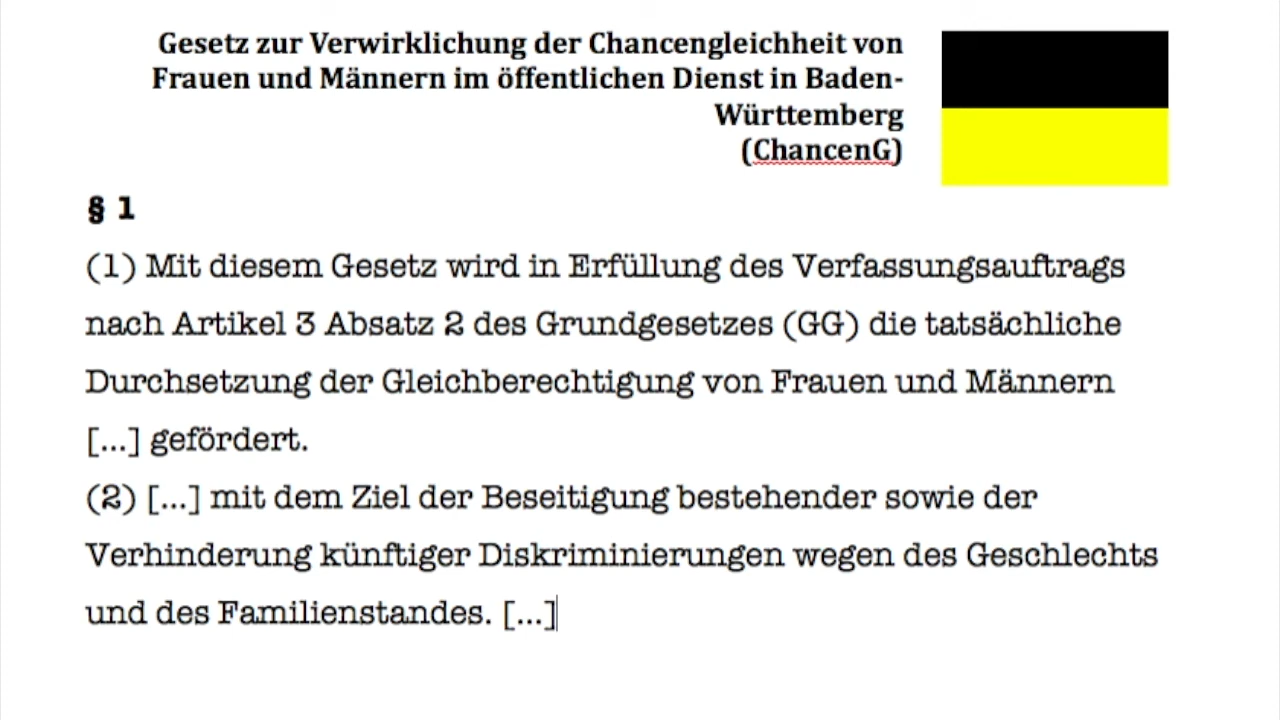 Gesetz zur Verwirklichung der Chancengleichheit von
Frauen und Männern im öffentlichen Dienst in Baden-
Württemberg
(ChancenG)
§ 1
(1) Mit diesem Gesetz wird in Erfüllung des Verfassungsauftrags
nach Artikel 3 Absatz 2 des Grundgesetzes (GG) die tatsächliche
Durchsetzung der Gleichberechtigung von Frauen und Männern
[...] gefördert.
(2) [...] mit dem Ziel der Beseitigung bestehender sowie der
Verhinderung künftiger Diskriminierungen wegen des Geschlechts
und des Familienstandes. [...]